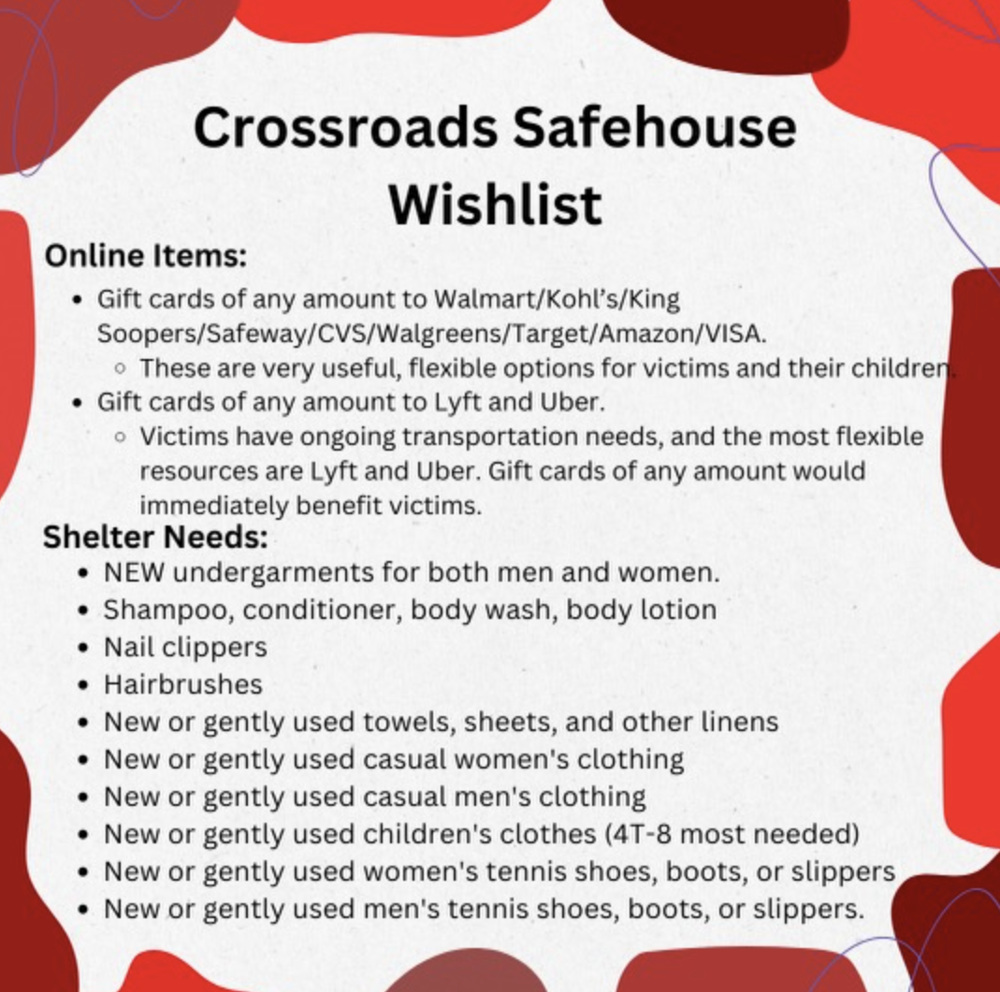 Crossroads Safehouse
Wishlist
Online Items:
• Gift cards of any amount to Walmart/Kohl’s/King
Soopers/Safeway/CVS/Walgreens/Target/Amazon/VISA.
◦ These are very useful, flexible options for victims and their children.
• Gift cards of any amount to Lyft and Uber.
◦ Victims have ongoing transportation needs, and the most flexible
resources are Lyft and Uber. Gift cards of any amount would
immediately benefit victims.
Shelter Needs:
• NEW undergarments for both men and women.
• Shampoo, conditioner, body wash, body lotion
• Nail clippers
• Hairbrushes
• New or gently used towels, sheets, and other linens
• New or gently used casual women's clothing
• New or gently used casual men's clothing
• New or gently used children's clothes (4T-8 most needed)
• New or gently used women's tennis shoes, boots, or slippers
• New or gently used men's tennis shoes, boots, or slippers.